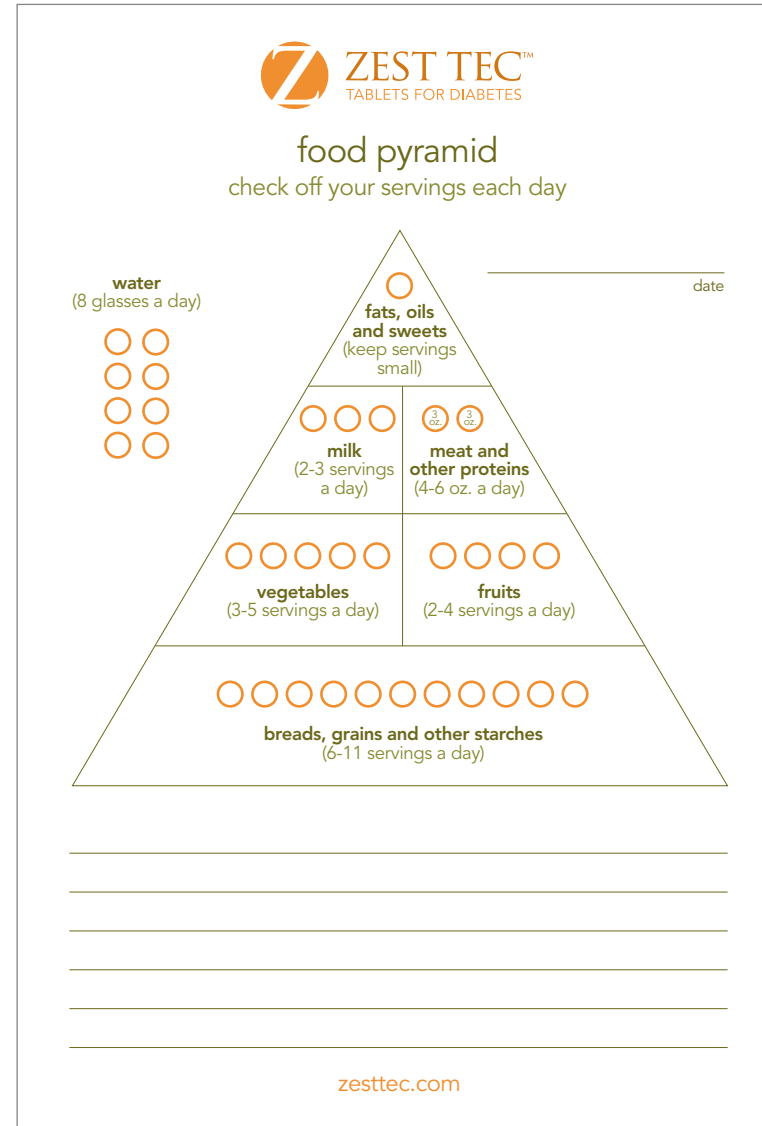 Z ZEST TEC™
TABLETS FOR DIABETES
food pyramid
check off your servings each day
date
water
(8 glasses a day)
fats, oils
and sweets
(keep servings
small)
milk
(2-3 servings
a day)
3 oz. 3 oz.
meat and
other proteins
(4-6 oz. a day)
vegetables
(3-5 servings a day)
fruits
(2-4 servings a day)
breads, grains and other starches
(6-11 servings a day)
zesttec.com